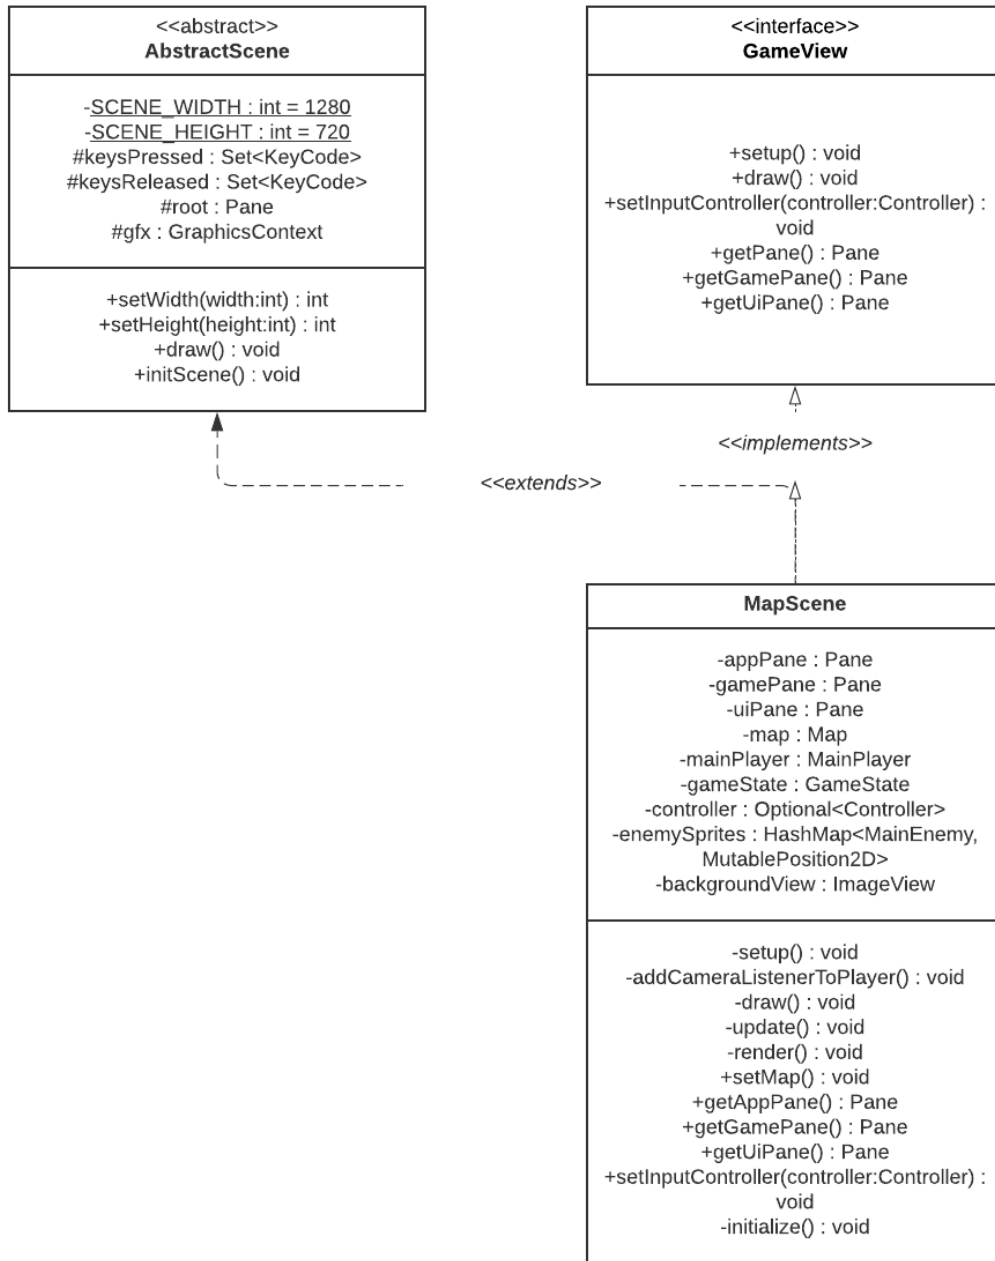 <<abstract>>
AbstractScene
-SCENE_WIDTH : int = 1280
-SCENE_HEIGHT : int = 720
#keysPressed : Set<KeyCode>
#keysReleased : Set<KeyCode>
#root : Pane
#gfx : GraphicsContext
+setWidth(width:int) : int
+setHeight(height:int) : int
+draw() : void
+initScene() : void
<<interface>>
GameView
+setup() : void
+draw() : void
+setInputController(controller:Controller) :
void
+getPane() : Pane
+getGamePane() : Pane
+getUiPane() : Pane
<<implements>>
<<extends>>
MapScene
-appPane : Pane
-gamePane : Pane
-uiPane : Pane
-map : Map
-mainPlayer : MainPlayer
-gameState : GameState
-controller : Optional<Controller>
-enemySprites : HashMap<MainEnemy,
MutablePosition2D>
-backgroundView : ImageView
-setup() : void
-addCameraListenerToPlayer() : void
-draw() : void
-update() : void
-render() : void
+setMap() : void
+getAppPane() : Pane
+getGamePane() : Pane
+getUiPane() : Pane
+setInputController(controller:Controller) :
void
-initialize() : void